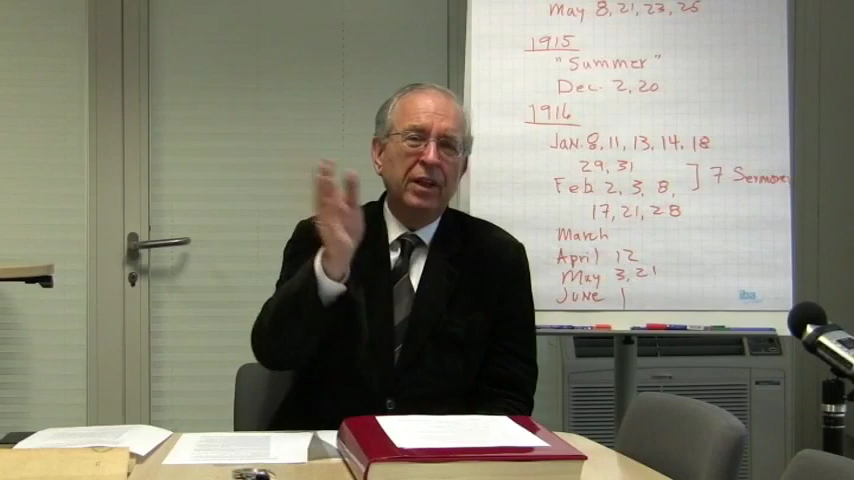 May 8, 21, 23, 25
1915
"Summer"
Dec. 2, 20
1916
Jan. 8, 11, 13, 14, 18
29, 31
7 Sermons
Feb 2, 3, 8,
17, 21, 28
March
April 12
May 3, 21
June 1
iba